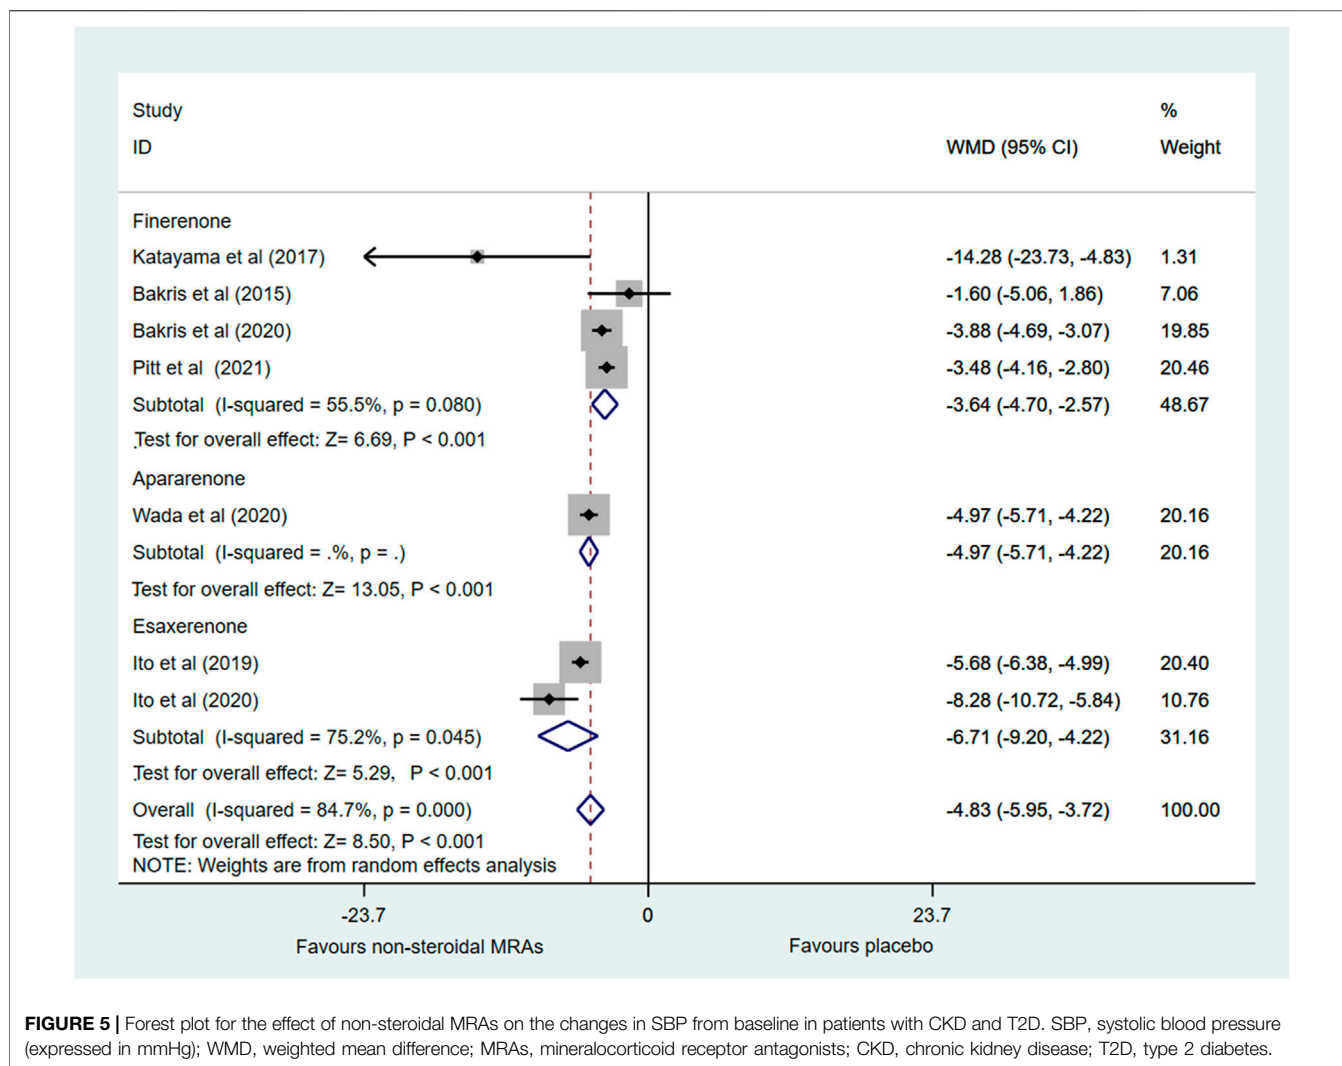 Study %
ID WMD (95% CI) Weight
Finerenone
Katayama et al (2017) -14.28 (-23.73, -4.83) 1.31
Bakris et al (2015) -1.60 (-5.06, 1.86) 7.06
Bakris et al (2020) -3.88 (-4.69, -3.07) 19.85
Pitt et al (2021) -3.48 (-4.16, -2.80) 20.46
Subtotal (I-squared = 55.5%, p = 0.080) -3.64 (-4.70, -2.57) 48.67
.Test for overall effect: Z= 6.69, P < 0.001
Apararenone
Wada et al (2020) -4.97 (-5.71, -4.22) 20.16
Subtotal (I-squared = .%, p = .) -4.97 (-5.71, -4.22) 20.16
Test for overall effect: Z= 13.05, P < 0.001
Esaxerenone
Ito et al (2019) -5.68 (-6.38, -4.99) 20.40
Ito et al (2020) -8.28 (-10.72, -5.84) 10.76
Subtotal (I-squared = 75.2%, p = 0.045) -6.71 (-9.20, -4.22) 31.16
.Test for overall effect: Z= 5.29, P < 0.001
Overall (I-squared = 84.7%, p = 0.000) -4.83 (-5.95, -3.72) 100.00
Test for overall effect: Z= 8.50, P < 0.001
NOTE: Weights are from random effects analysis
-23.7 0 23.7
Favours non-steroidal MRAs Favours placebo
FIGURE 5 | Forest plot for the effect of non-steroidal MRAs on the changes in SBP from baseline in patients with CKD and T2D. SBP, systolic blood pressure
(expressed in mmHg); WMD, weighted mean difference; MRAs, mineralocorticoid receptor antagonists; CKD, chronic kidney disease; T2D, type 2 diabetes.